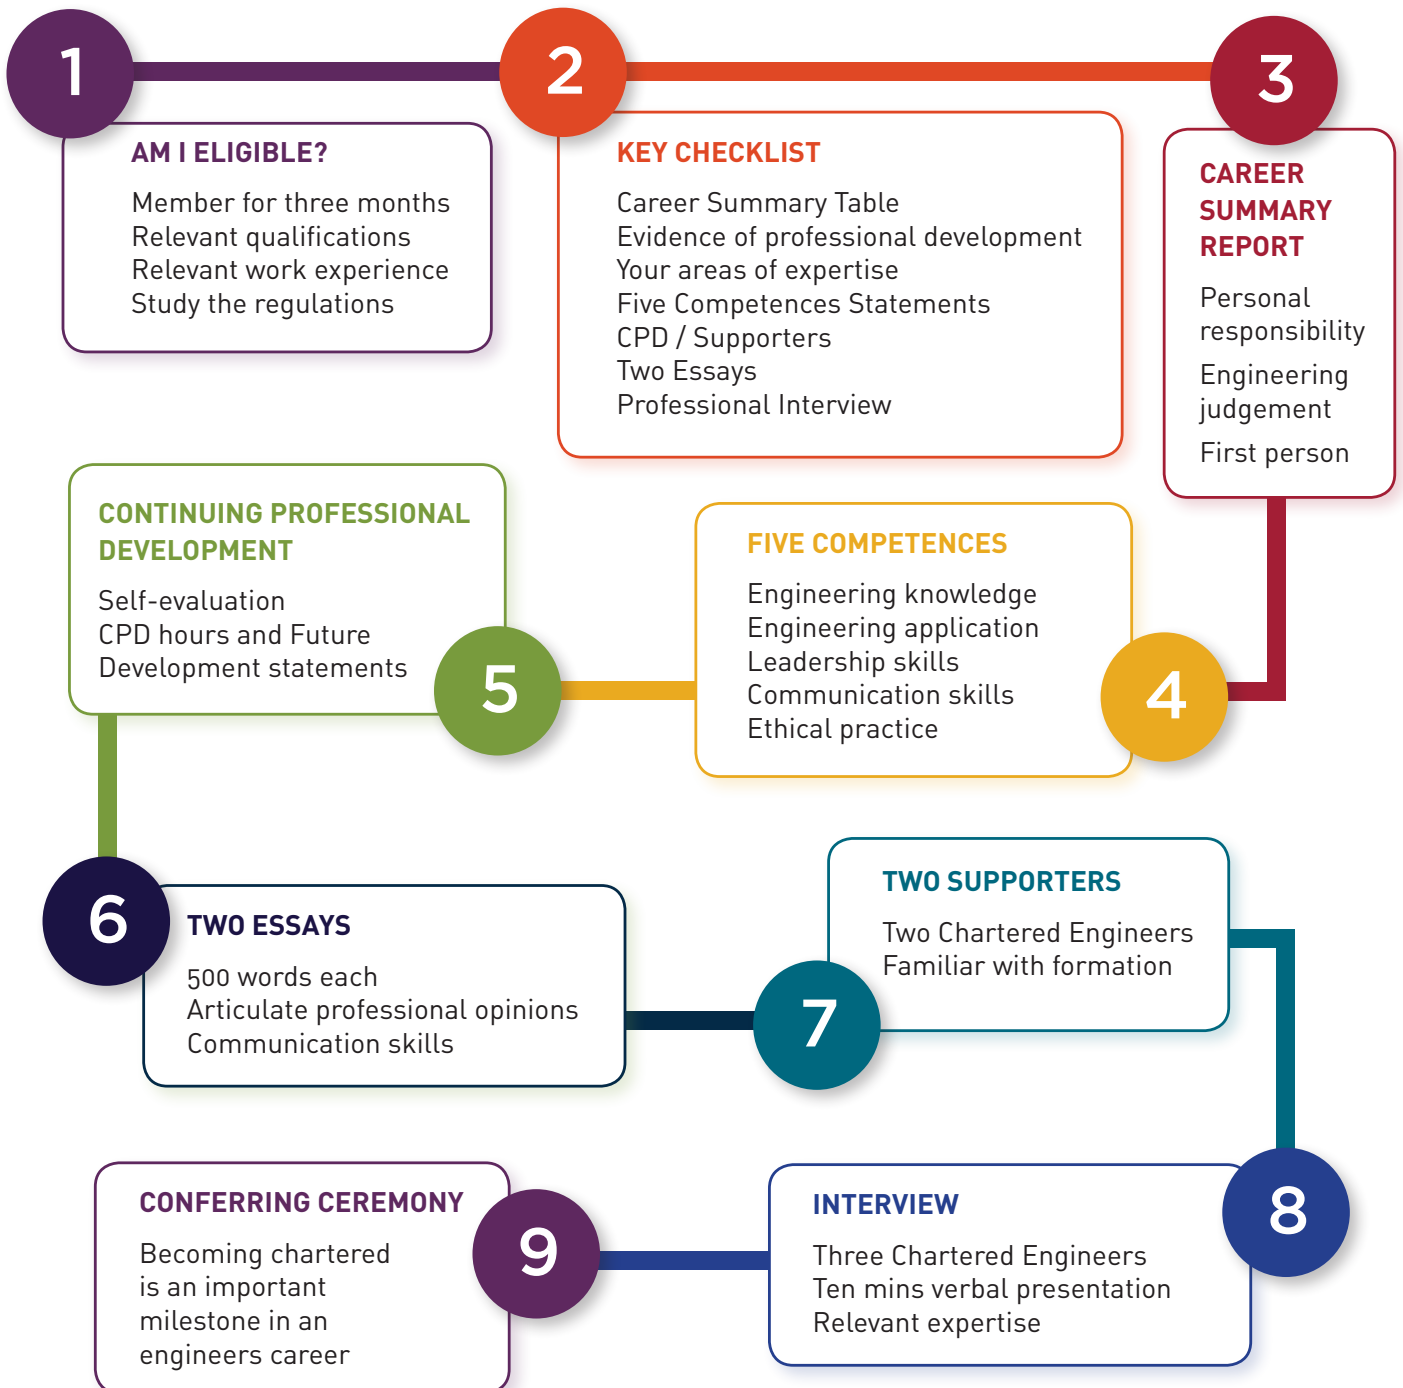 1
AM I ELIGIBLE?
Member for three months
Relevant qualifications
Relevant work experience
Study the regulations
2
KEY CHECKLIST
Career Summary Table
Evidence of professional development
Your areas of expertise
Five Competences Statements
CPD / Supporters
Two Essays
Professional Interview
3
CAREER
SUMMARY
REPORT
Personal
responsibility
Engineering
judgement
First person
4
FIVE COMPETENCES
Engineering knowledge
Engineering application
Leadership skills
Communication skills
Ethical practice
5
CONTINUING PROFESSIONAL
DEVELOPMENT
Self-evaluation
CPD hours and Future
Development statements
6
TWO ESSAYS
500 words each
Articulate professional opinions
Communication skills
7
TWO SUPPORTERS
Two Chartered Engineers
Familiar with formation
8
INTERVIEW
Three Chartered Engineers
Ten mins verbal presentation
Relevant expertise
9
CONFERRING CEREMONY
Becoming chartered
is an important
milestone in an
engineers career